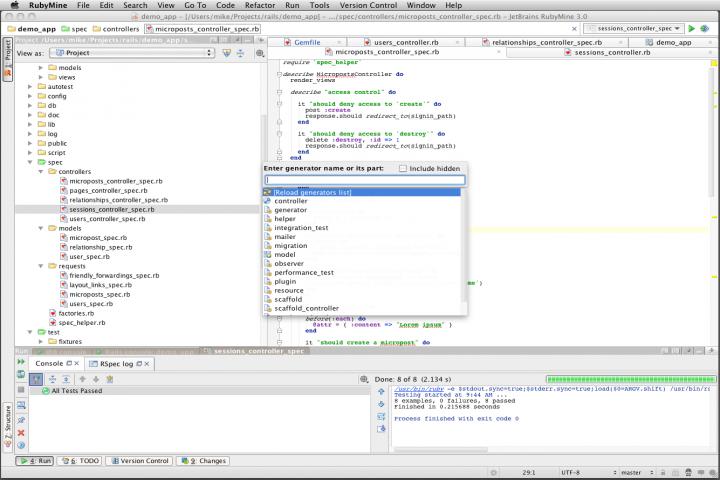 RubyMine File Edit Search View Go To Code Refactor Run Tools Version Control Window Help
demo_app - [/Users/mike/Projects/rails/demo_app] - .../spec/controllers/microposts_controller_spec.rb - JetBrains RubyMine 3.0
demo_app spec controllers microposts_controller_spec.rb sessions_controller_spec
1: Project
Project /Users/mike/Projects/rails/demo_app/s
View as: Project
models
views
autotest
config
db
doc
lib
log
public
script
spec
controllers
microposts_controller_spec.rb
pages_controller_spec.rb
relationships_controller_spec.rb
sessions_controller_spec.rb
users_controller_spec.rb
models
micropost_spec.rb
relationship_spec.rb
user_spec.rb
requests
friendly_forwardings_spec.rb
layout_links_spec.rb
microposts_spec.rb
users_spec.rb
factories.rb
spec_helper.rb
test
fixtures
Gemfile users_controller.rb relationships_controller_spec.rb demo_app
microposts_controller_spec.rb sessions_controller_spec.rb
require 'spec_helper'
describe MicropostsController do
render_views
describe "access control" do
it "should deny access to 'create'" do
post :create
response.should redirect_to(signin_path)
end
it "should deny access to 'destroy'" do
delete :destroy, :id => 1
response.should redirect_to(signin_path)
end
end
Enter generator name or its part: Include hidden
[Reload generators list]
controller
generator
helper
integration_test
mailer
migration
model
observer
performance_test
plugin
resource
scaffold
scaffold_controller
before(:each) do
@attr = { :content => "Lorem ipsum" }
end
it "should create a micropost" do
Run sessions_controller_spec
Console RSpec log
Done: 8 of 8 (2.134 s)
All Tests Passed
/usr/bin/ruby -e $stdout.sync=true;$stderr.sync=true;load($0=ARGV.shift) /usr/bin/rs
Testing started at 9:44 AM ...
8 examples, 0 failures, 8 passed
Finished in 0.215688 seconds
Process finished with exit code 0
Z: Structure
4: Run 6: TODO Version Control 9: Changes
29:1 UTF-8 master